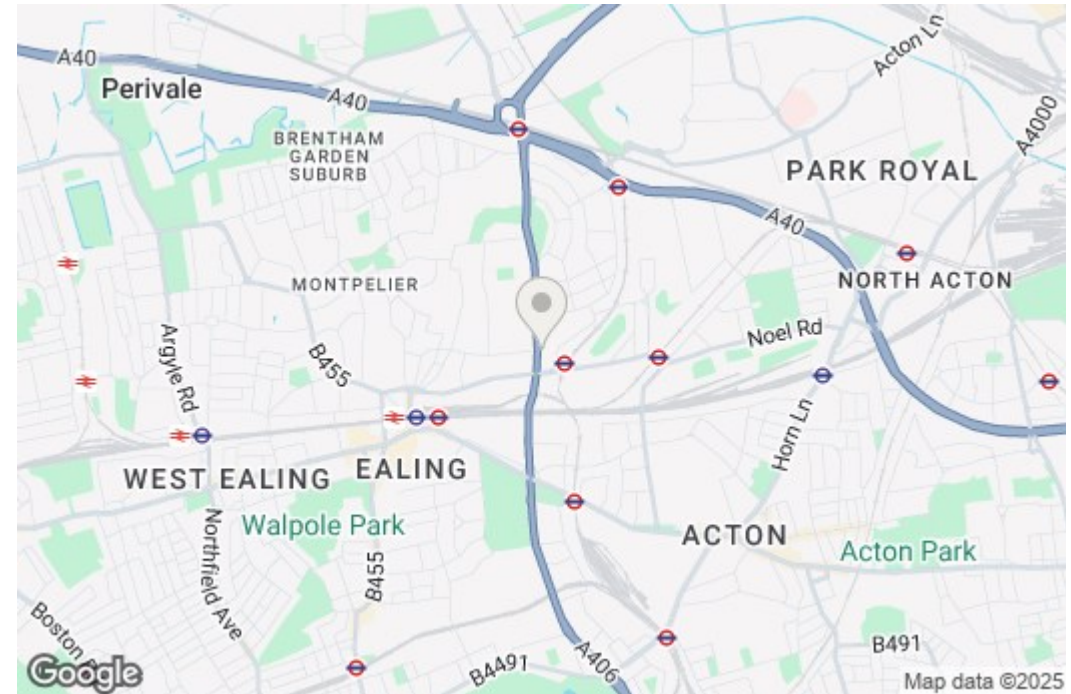 Acton Ln
A40
Perivale
A40
A4000
BRENTHAM
GARDEN
SUBURB
PARK ROYAL
A40
MONTPELIER
NORTH ACTON
Noel Rd
Argyle Rd
B455
Horn Ln
WEST EALING
EALING
Walpole Park
ACTON
Acton Park
Northfield Ave
B455
Boston
B4491
A406
B491
Google
Map data ©2025